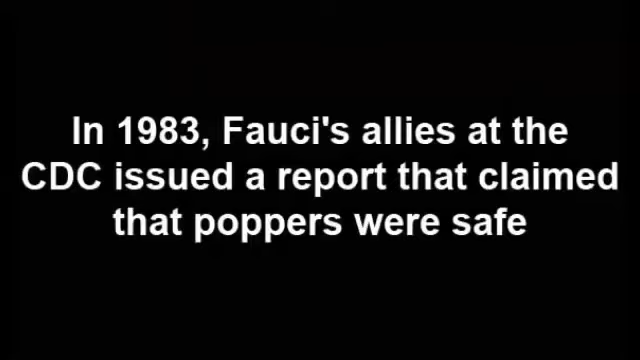 In 1983, Fauci's allies at the
CDC issued a report that claimed
that poppers were safe